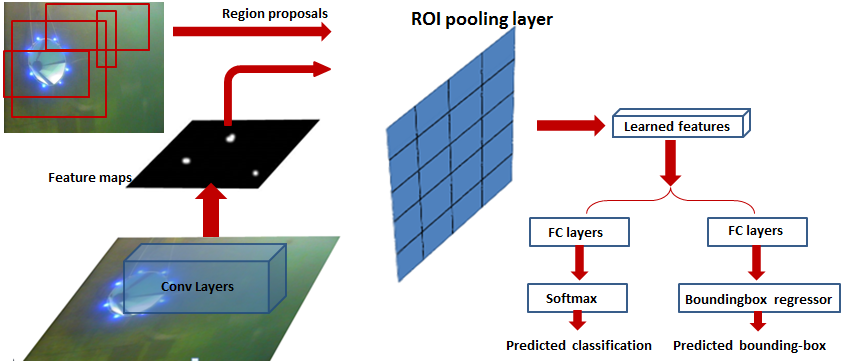 Region proposals
ROI pooling layer
Learned features
Feature maps
FC layers
FC layers
Conv Layers
Softmax
Boundingbox regressor
Predicted classification
Predicted bounding-box